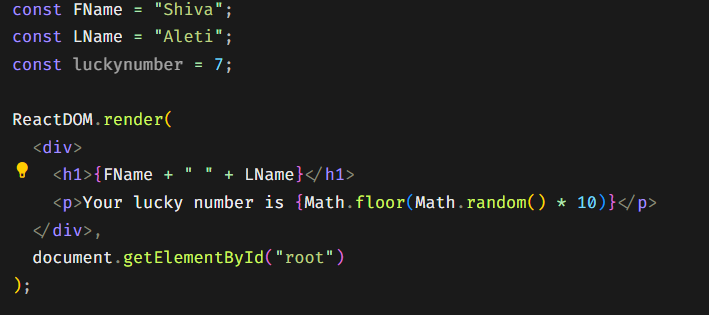 const FName = "Shiva";
const LName = "Aleti";
const luckynumber = 7;
ReactDOM.render(
<div>
<h1>{FName + " " + LName}</h1>
<p>Your lucky number is {Math.floor(Math.random() * 10)}</p>
</div>,
document.getElementById("root")
);